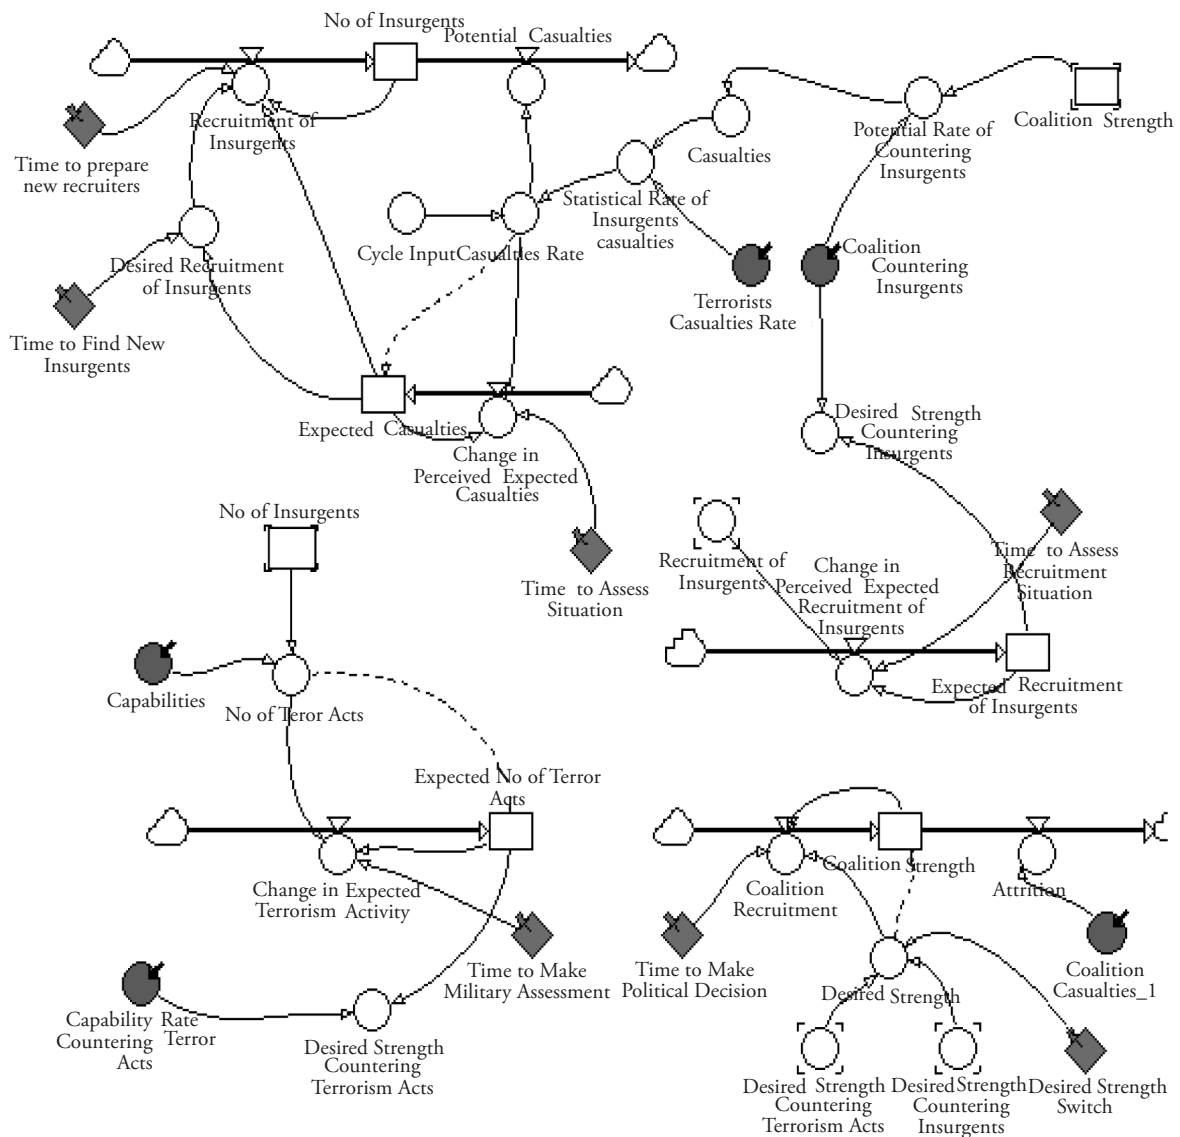 No of Insurgents
Potential Casualties
Recruitment of
Insurgents
Time to prepare
new recruiters
Casualties
Potential Rate of
Countering
Insurgents
Coalition Strength
Statistical Rate of
Insurgents
casualties
Cycle Input
Casualties Rate
Desired Recruitment
of Insurgents
Time to Find New
Insurgents
Terrorists
Casualties Rate
Coalition
Countering
Insurgents
Expected Casualties
Change in
Perceived Expected
Casualties
Desired Strength
Countering
Insurgents
No of Insurgents
Time to Assess
Situation
Recruitment of
Insurgents
Change in
Perceived Expected
Recruitment of
Insurgents
Time to Assess
Recruitment
Situation
Expected Recruitment
of Insurgents
Capabilities
No of Teror Acts
Expected No of Terror
Acts
Change in Expected
Terrorism Activity
Time to Make
Military Assessment
Capability Rate
Countering Terror
Acts
Desired Strength
Countering
Terrorism Acts
Coalition Strength
Coalition
Recruitment
Attrition
Time to Make
Political Decision
Desired Strength
Coalition
Casualties_1
Desired Strength
Countering
Terrorism Acts
Desired Strength
Countering
Insurgents
Desired Strength
Switch